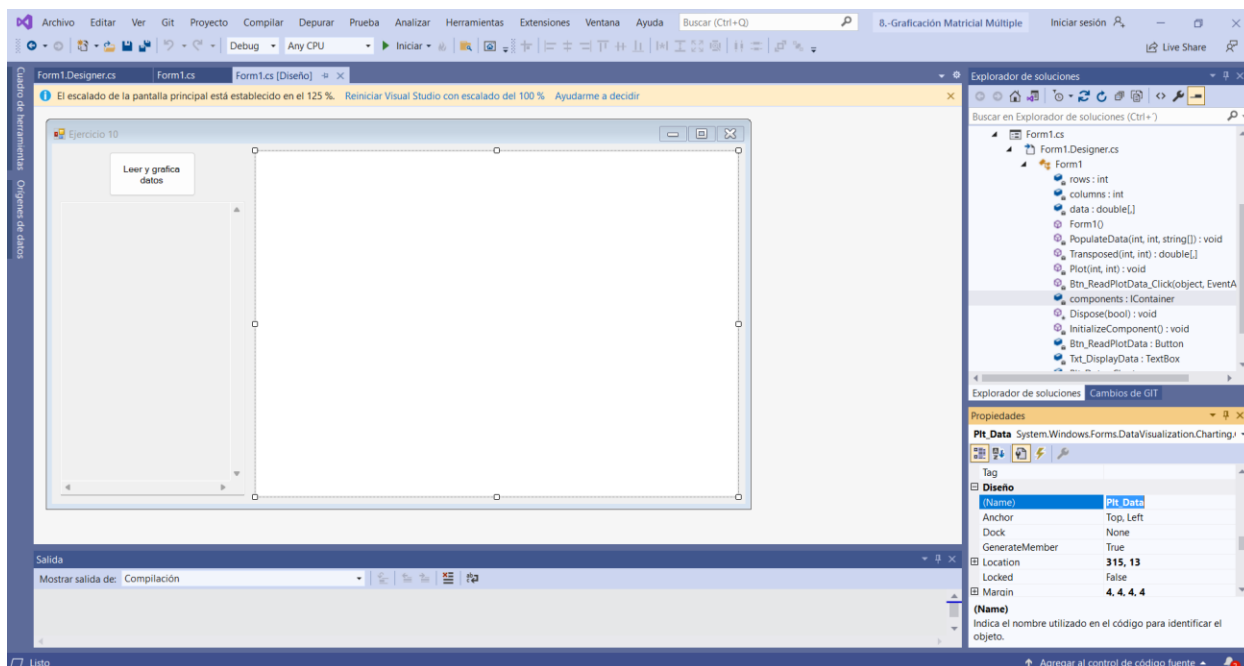 Archivo Editar Ver Git Proyecto Compilar Depurar Prueba Analizar Herramientas Extensiones Ventana Ayuda Buscar (Ctrl+Q) 8.-Graficación Matricial Múltiple Iniciar sesión
Debug Any CPU Iniciar Live Share
Cuadro de herramientas
Orígenes de datos
Form1.Designer.cs Form1.cs Form1.cs [Diseño]
El escalado de la pantalla principal está establecido en el 125 %. Reiniciar Visual Studio con escalado del 100 % Ayudarme a decidir
Ejercicio 10
Leer y grafica
datos
Salida
Mostrar salida de: Compilación
Explorador de soluciones
Buscar en Explorador de soluciones (Ctrl+´)
Form1.cs
Form1.Designer.cs
Form1
rows : int
columns : int
data : double[,]
Form1()
PopulateData(int, int, string[]) : void
Transposed(int, int) : double[,]
Plot(int, int) : void
Btn_ReadPlotData_Click(object, EventA
components : IContainer
Dispose(bool) : void
InitializeComponent() : void
Btn_ReadPlotData : Button
Txt_DisplayData : TextBox
Explorador de soluciones Cambios de GIT
Propiedades
Plt_Data System.Windows.Forms.DataVisualization.Charting.
Tag
Diseño
(Name) Plt_Data
Anchor Top, Left
Dock None
GenerateMember True
Location 315, 13
Locked False
Margin 4, 4, 4, 4
(Name)
Indica el nombre utilizado en el código para identificar el
objeto.
Listo Agregar al control de código fuente